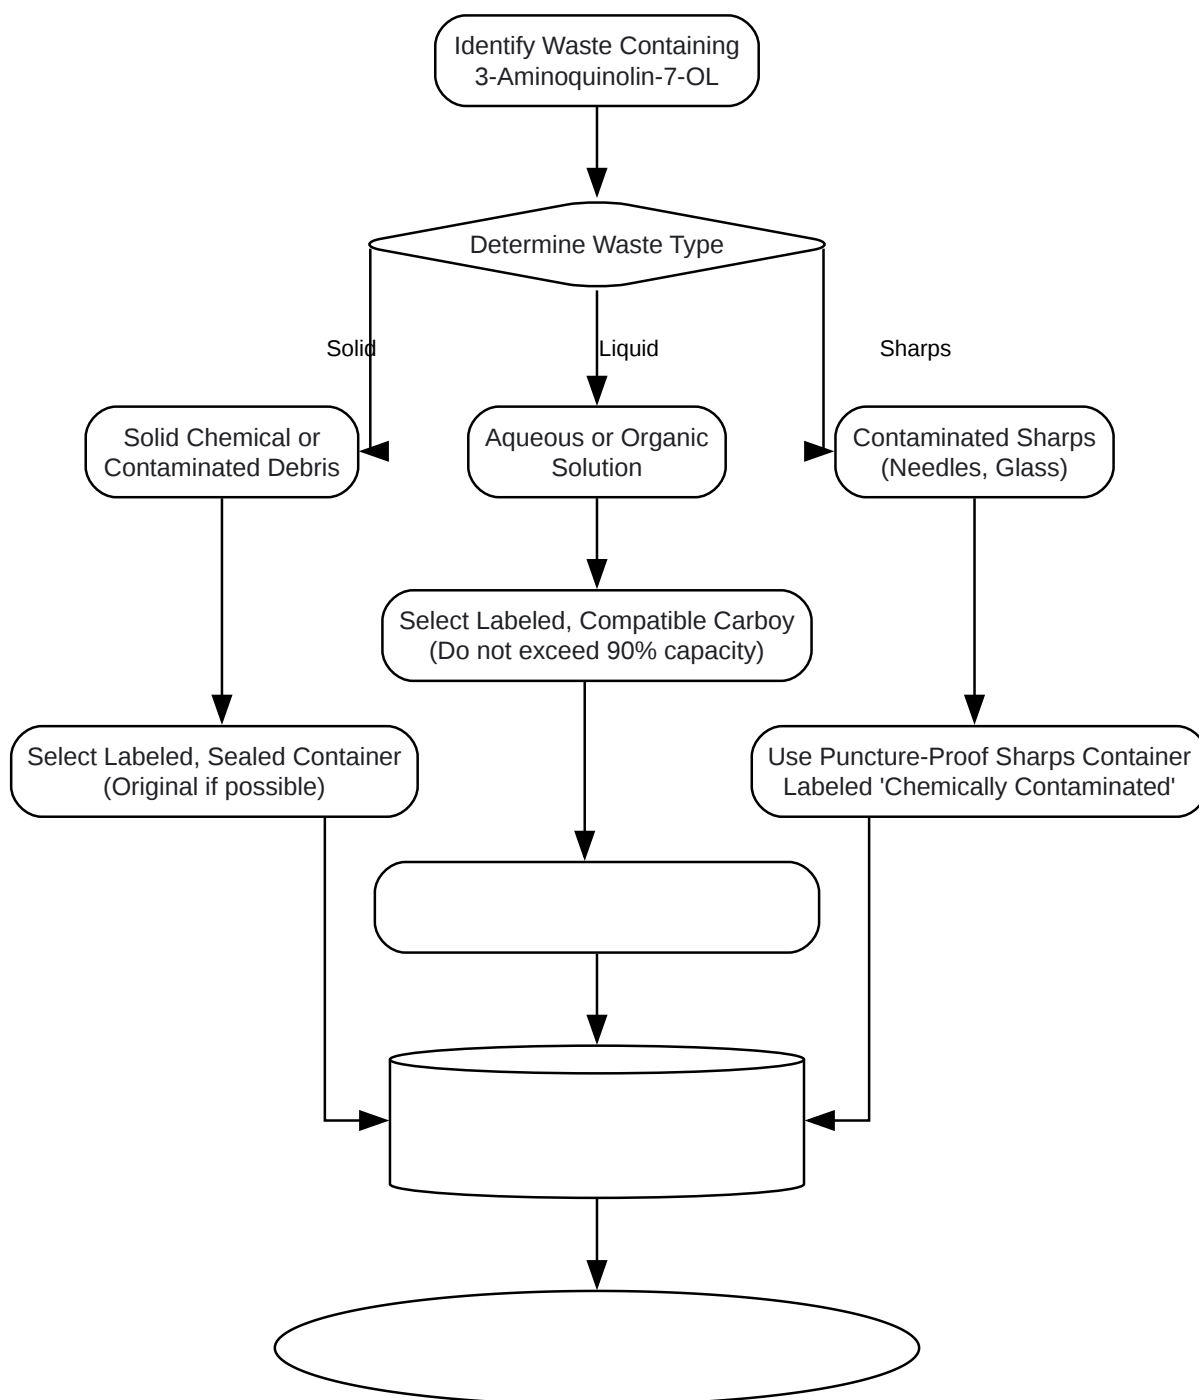 Identify Waste Containing
3-Aminoquinolin-7-OL
Determine Waste Type
Solid
Liquid
Sharps
Solid Chemical or
Contaminated Debris
Aqueous or Organic
Solution
Contaminated Sharps
(Needles, Glass)
Select Labeled, Compatible Carboy
(Do not exceed 90% capacity)
Select Labeled, Sealed Container
(Original if possible)
Use Puncture-Proof Sharps Container
Labeled 'Chemically Contaminated'